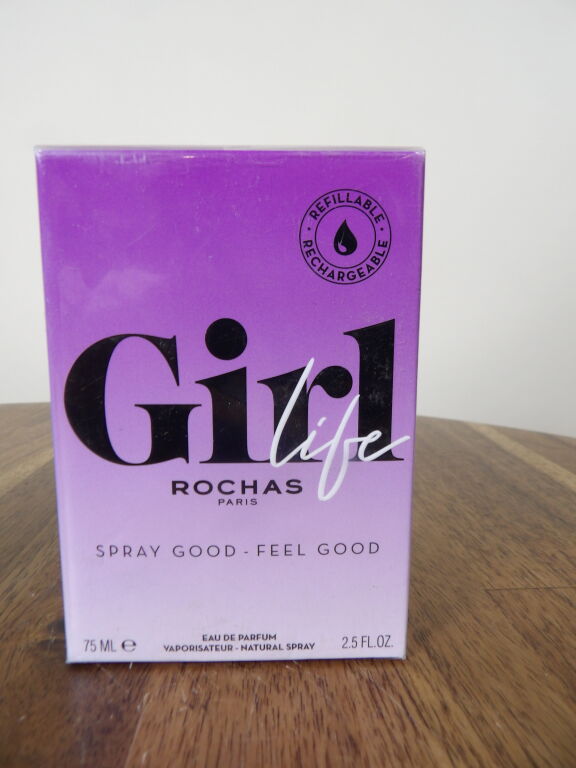 • REFILLABLE •
RECHARGEABLE
Girl
life
ROCHAS
PARIS
SPRAY GOOD - FEEL GOOD
75 ML ℮
EAU DE PARFUM
VAPORISATEUR - NATURAL SPRAY
2.5 FL.OZ.